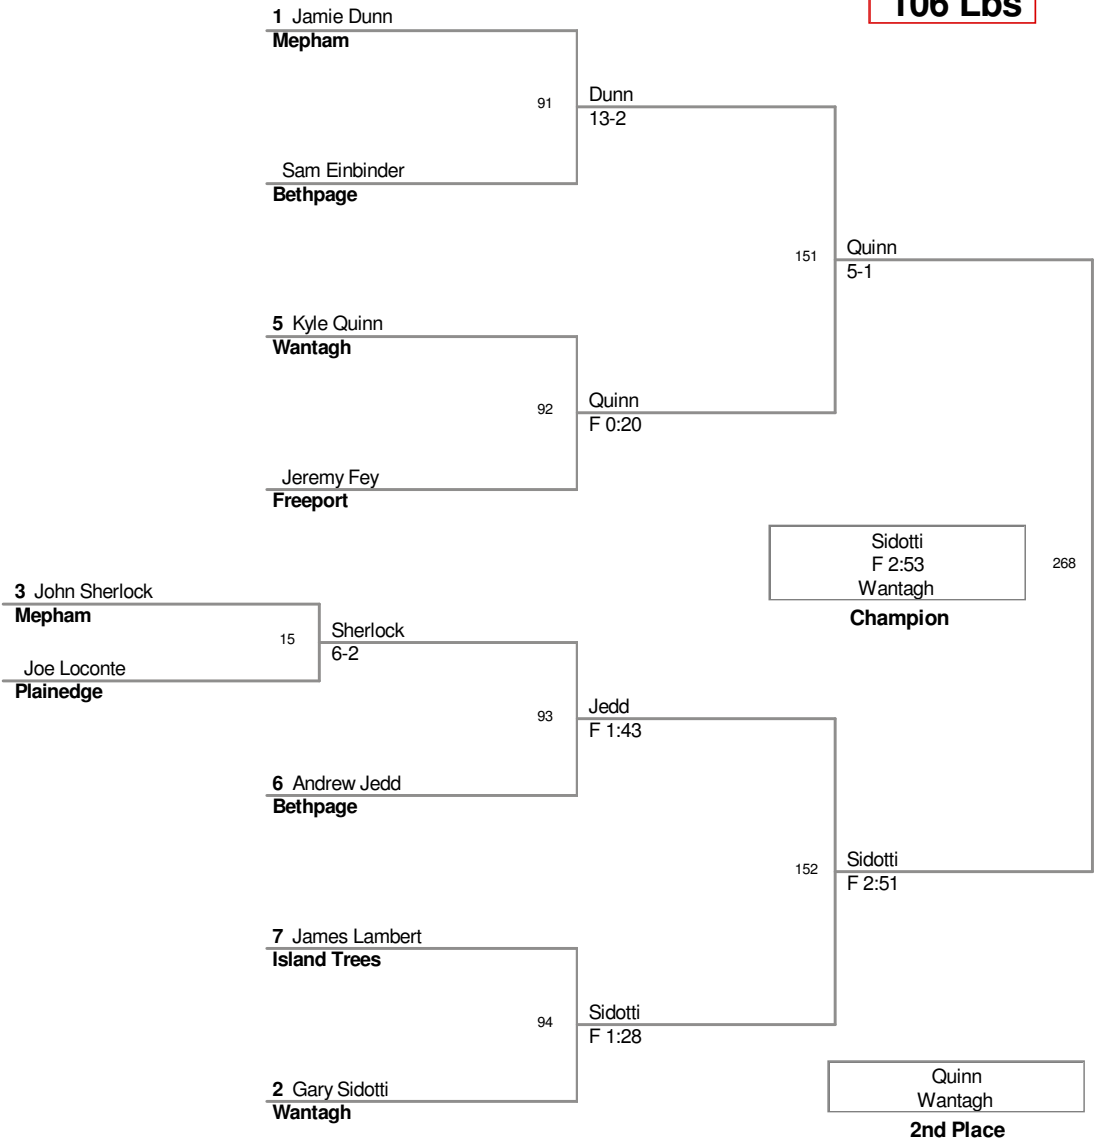 106 Lbs
1 Jamie Dunn
Mepham
91
Dunn
13-2
Sam Einbinder
Bethpage
151
Quinn
5-1
5 Kyle Quinn
Wantagh
92
Quinn
F 0:20
Jeremy Fey
Freeport
Sidotti
F 2:53
Wantagh
Champion
268
3 John Sherlock
Mepham
15
Sherlock
6-2
Joe Loconte
Plainedge
93
Jedd
F 1:43
6 Andrew Jedd
Bethpage
152
Sidotti
F 2:51
7 James Lambert
Island Trees
94
Sidotti
F 1:28
2 Gary Sidotti
Wantagh
Quinn
Wantagh
2nd Place